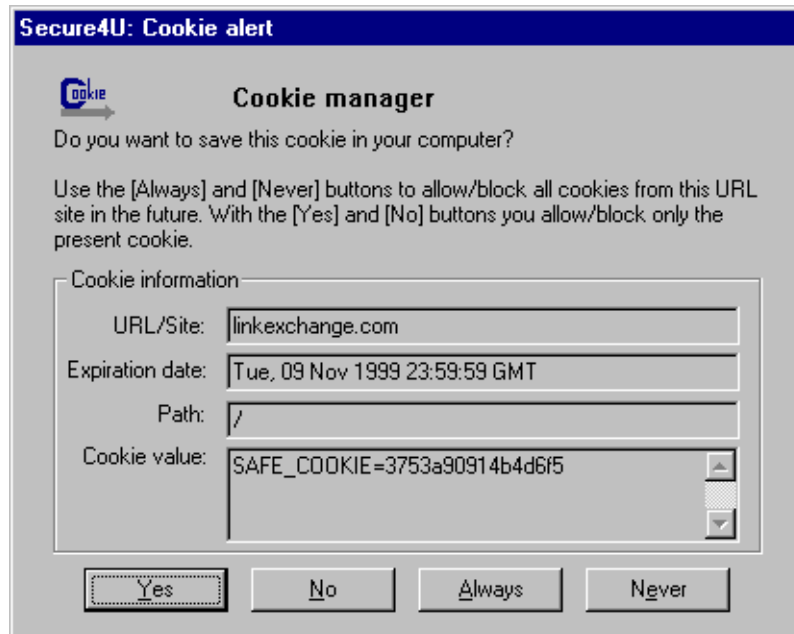 Secure4U: Cookie alert
Cookie
Cookie manager
Do you want to save this cookie in your computer?
Use the [Always] and [Never] buttons to allow/block all cookies from this URL
site in the future. With the [Yes] and [No] buttons you allow/block only the
present cookie.
Cookie information
URL/Site: linkexchange.com
Expiration date: Tue, 09 Nov 1999 23:59:59 GMT
Path: /
Cookie value: SAFE_COOKIE=3753a90914b4d6f5
Yes No Always Never